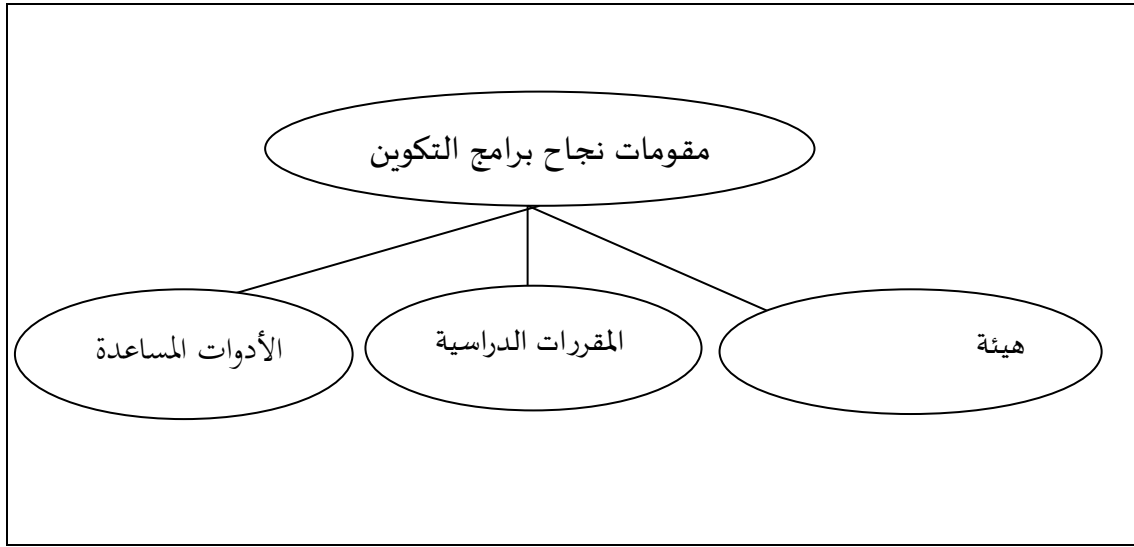 مقومات نجاح برامج التكوين
هيئة
المقررات الدراسية
الأدوات المساعدة